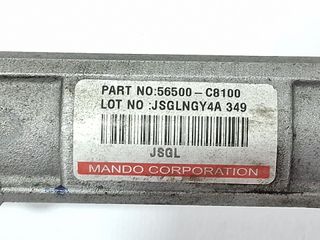 PART NO:56500-C8100
LOT NO :JSGLNGY4A 349
JSGL
MANDO CORPORATION